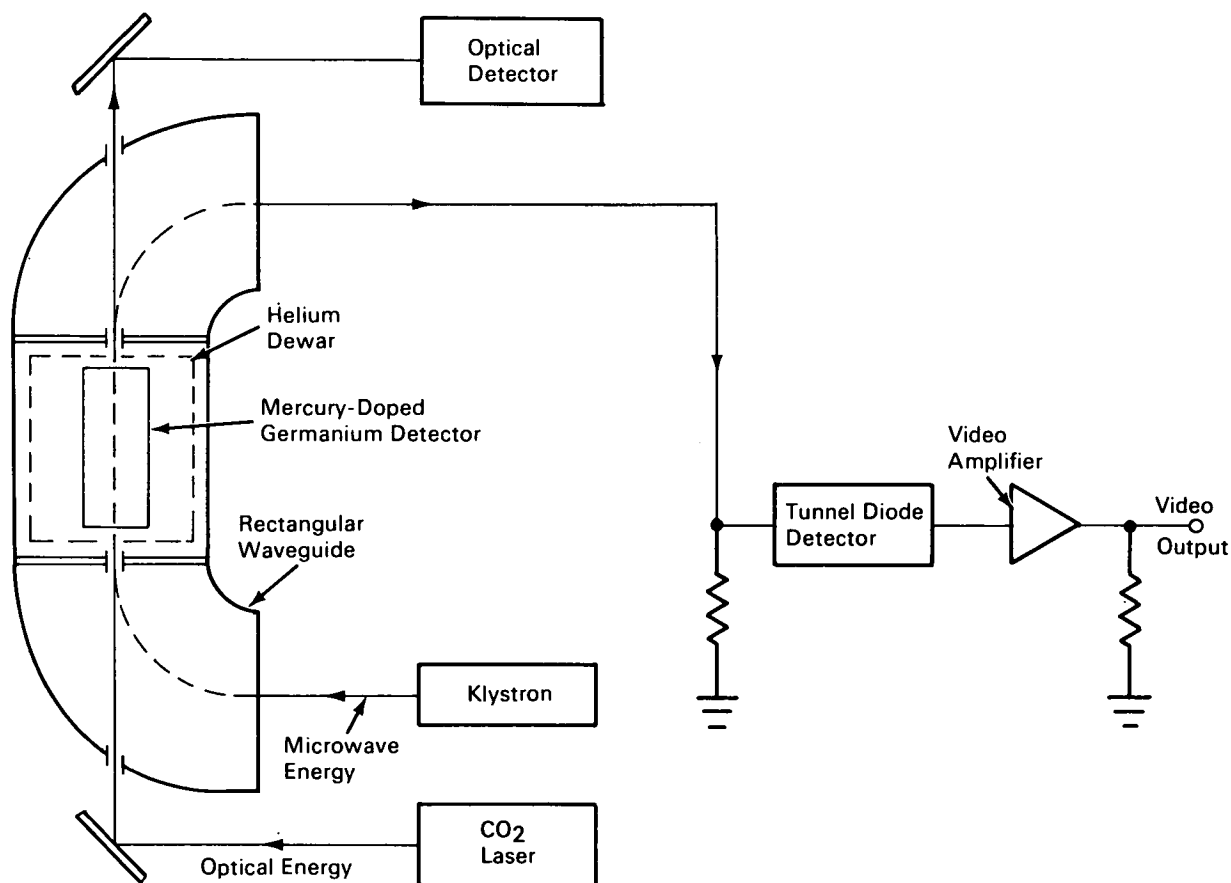 Optical
Detector
Helium
Dewar
Mercury-Doped
Germanium Detector
Rectangular
Waveguide
Video
Amplifier
Tunnel Diode
Detector
Video
Output
Klystron
Microwave
Energy
CO2
Laser
Optical Energy